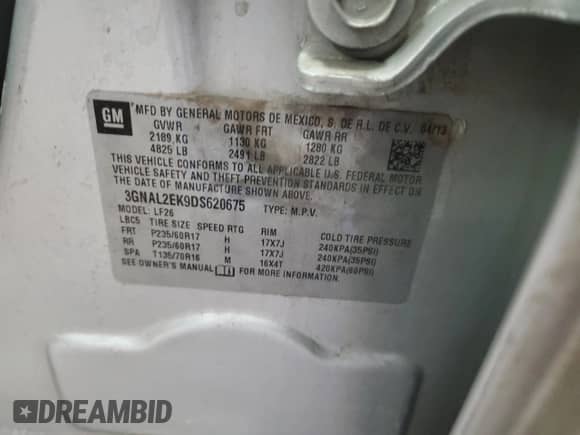 GM
MFD BY GENERAL MOTORS DE MEXICO, S. DE R.L. DE C.V. 04/13
GVWR GAWR FRT GAWR RR
2189 KG 1130 KG 1280 KG
4825 LB 2491 LB 2822 LB
THIS VEHICLE CONFORMS TO ALL APPLICABLE U.S. FEDERAL MOTOR
VEHICLE SAFETY AND THEFT PREVENTION STANDARDS IN EFFECT ON
THE DATE OF MANUFACTURE SHOWN ABOVE.
3GNAL2EK9DS620675 TYPE: M.P.V.
MODEL: LF26
LBC5 TIRE SIZE SPEED RTG RIM COLD TIRE PRESSURE
FRT P235/60R17 H 17X7J 240KPA(35PSI)
RR P235/60R17 H 17X7J 240KPA(35PSI)
SPA T135/70R16 M 16X4T 420KPA(60PSI)
SEE OWNER'S MANUAL FOR MORE INFORMATION.
DREAMBID